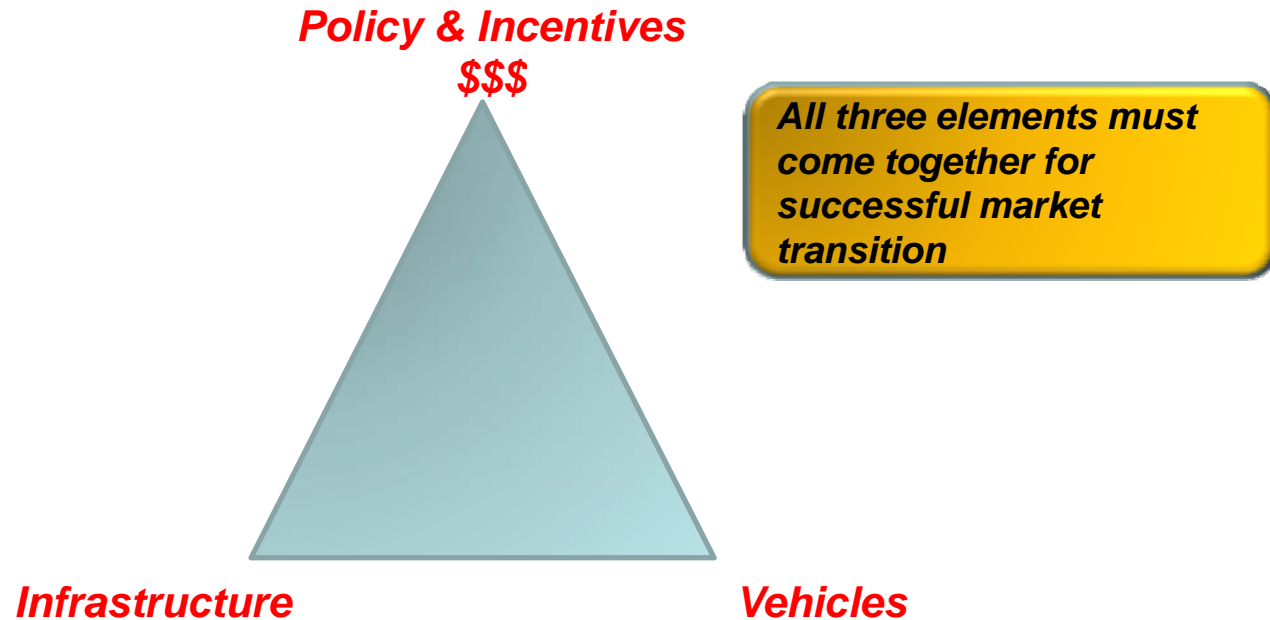 Policy & Incentives
$$$
All three elements must
come together for
successful market
transition
Infrastructure
Vehicles